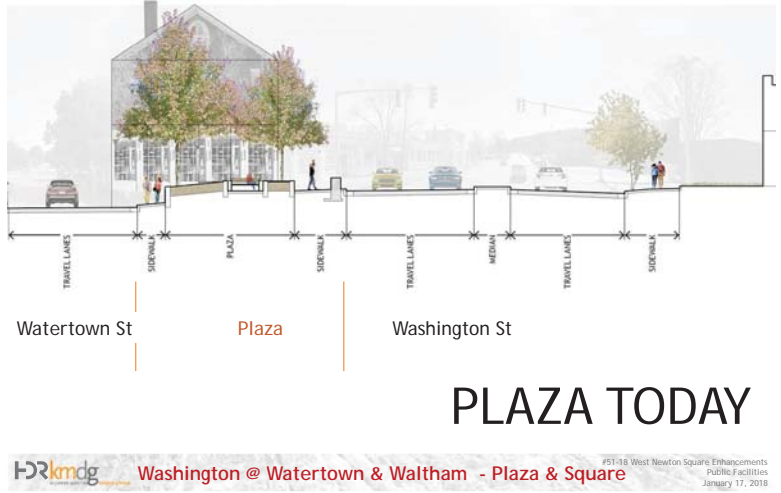 TRAVEL LANES
SIDEWALK
PLAZA
SIDEWALK
TRAVEL LANES
MEDIAN
TRAVEL LANES
SIDEWALK
Watertown St
Plaza
Washington St
PLAZA TODAY
HDR kmdg
Washington @ Watertown & Waltham - Plaza & Square
#51-18 West Newton Square Enhancements
Public Facilities
January 17, 2018